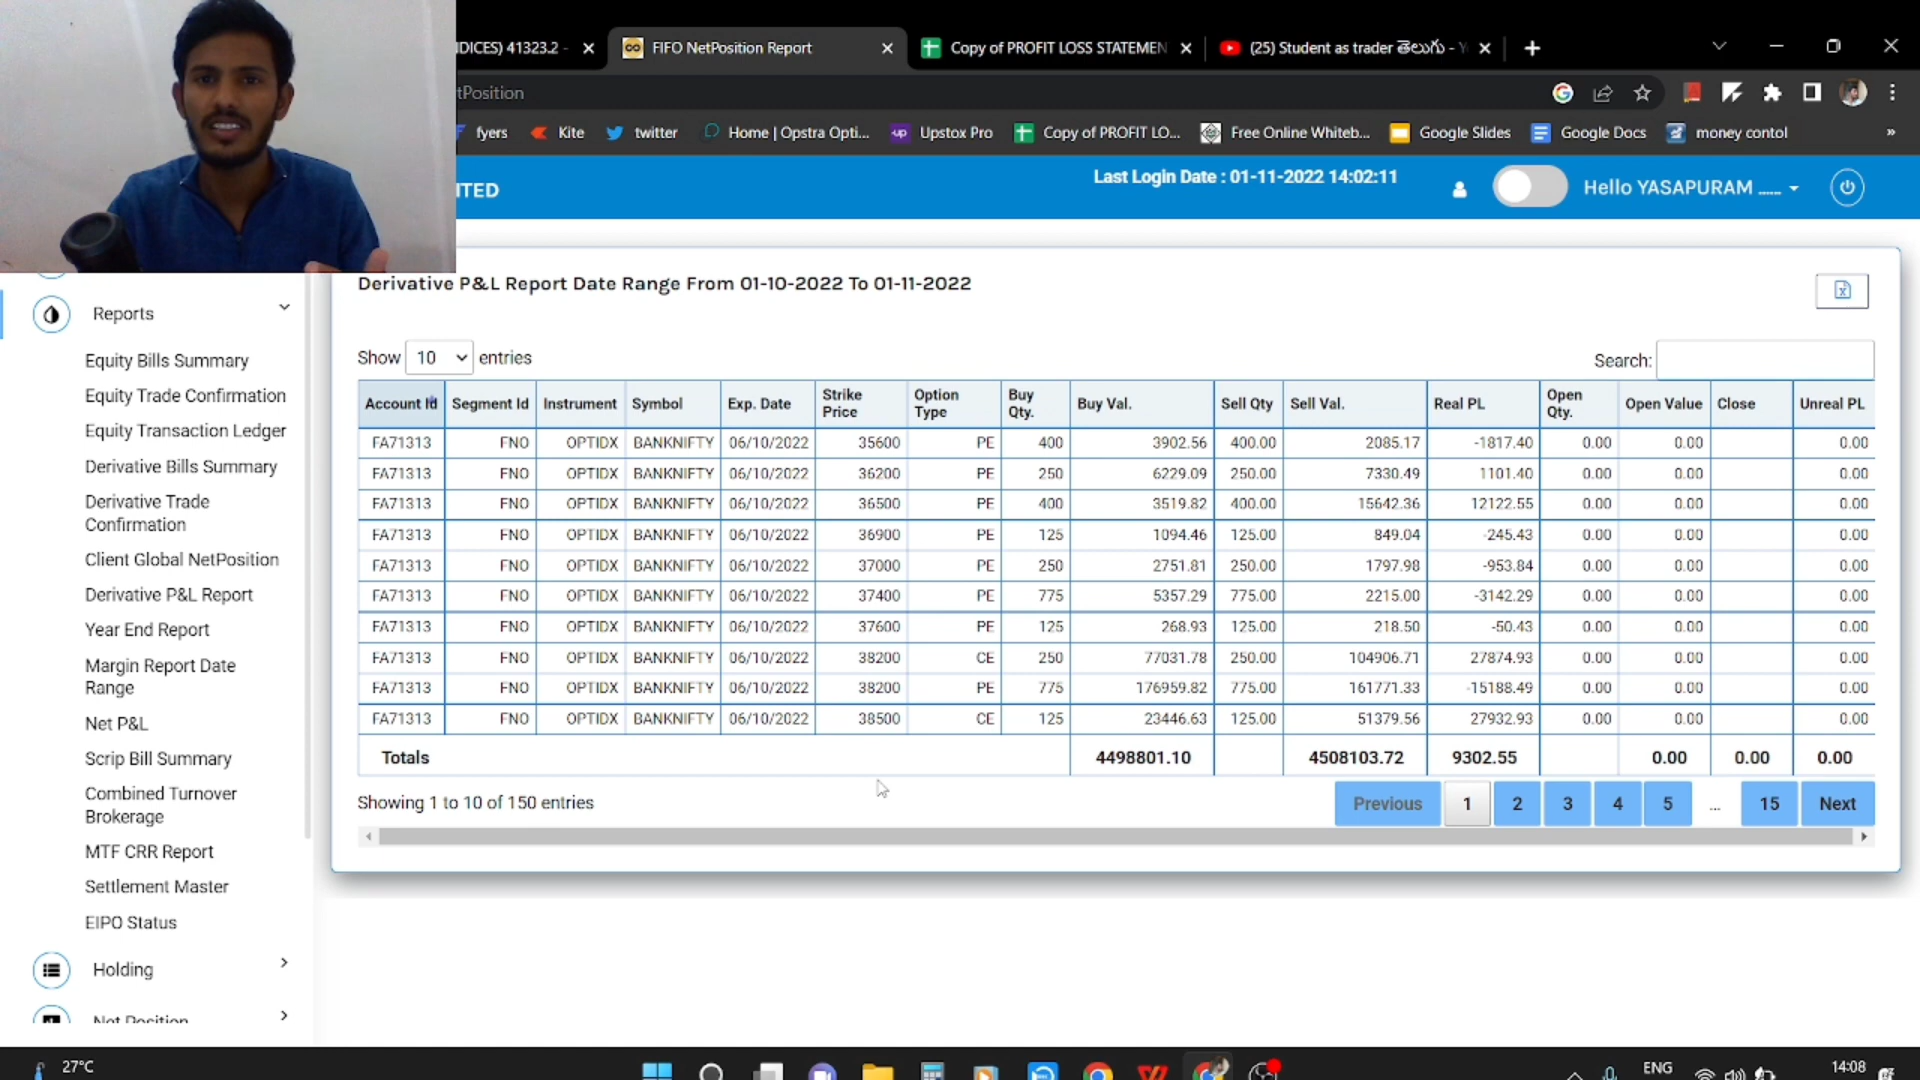 DICES) 41323.2 -
FIFO NetPosition Report
Copy of PROFIT LOSS STATEMEN
(25) Student as trader తెలుగు - Y
tPosition
fyers
Kite
twitter
Home | Opstra Opti...
Upstox Pro
Copy of PROFIT LO...
Free Online Whiteb...
Google Slides
Google Docs
money contol
»
ITED
Last Login Date : 01-11-2022 14:02:11
Hello YASAPURAM ......
Derivative P&L Report Date Range From 01-10-2022 To 01-11-2022
Show 10 entries
Search:
Account Id Segment Id Instrument Symbol Exp. Date Strike Price Option Type Buy Qty. Buy Val. Sell Qty Sell Val. Real PL Open Qty. Open Value Close Unreal PL
FA71313 FNO OPTIDX BANKNIFTY 06/10/2022 35600 PE 400 3902.56 400.00 2085.17 -1817.40 0.00 0.00 0.00
FA71313 FNO OPTIDX BANKNIFTY 06/10/2022 36200 PE 250 6229.09 250.00 7330.49 1101.40 0.00 0.00 0.00
FA71313 FNO OPTIDX BANKNIFTY 06/10/2022 36500 PE 400 3519.82 400.00 15642.36 12122.55 0.00 0.00 0.00
FA71313 FNO OPTIDX BANKNIFTY 06/10/2022 36900 PE 125 1094.46 125.00 849.04 -245.43 0.00 0.00 0.00
FA71313 FNO OPTIDX BANKNIFTY 06/10/2022 37000 PE 250 2751.81 250.00 1797.98 -953.84 0.00 0.00 0.00
FA71313 FNO OPTIDX BANKNIFTY 06/10/2022 37400 PE 775 5357.29 775.00 2215.00 -3142.29 0.00 0.00 0.00
FA71313 FNO OPTIDX BANKNIFTY 06/10/2022 37600 PE 125 268.93 125.00 218.50 -50.43 0.00 0.00 0.00
FA71313 FNO OPTIDX BANKNIFTY 06/10/2022 38200 CE 250 77031.78 250.00 104906.71 27874.93 0.00 0.00 0.00
FA71313 FNO OPTIDX BANKNIFTY 06/10/2022 38200 PE 775 176959.82 775.00 161771.33 -15188.49 0.00 0.00 0.00
FA71313 FNO OPTIDX BANKNIFTY 06/10/2022 38500 CE 125 23446.63 125.00 51379.56 27932.93 0.00 0.00 0.00
Totals 4498801.10 4508103.72 9302.55 0.00 0.00 0.00
Showing 1 to 10 of 150 entries
Previous 1 2 3 4 5 ... 15 Next
Reports
Equity Bills Summary
Equity Trade Confirmation
Equity Transaction Ledger
Derivative Bills Summary
Derivative Trade
Confirmation
Client Global NetPosition
Derivative P&L Report
Year End Report
Margin Report Date
Range
Net P&L
Scrip Bill Summary
Combined Turnover
Brokerage
MTF CRR Report
Settlement Master
EIPO Status
Holding
Net Position
27°C
ENG
14:08